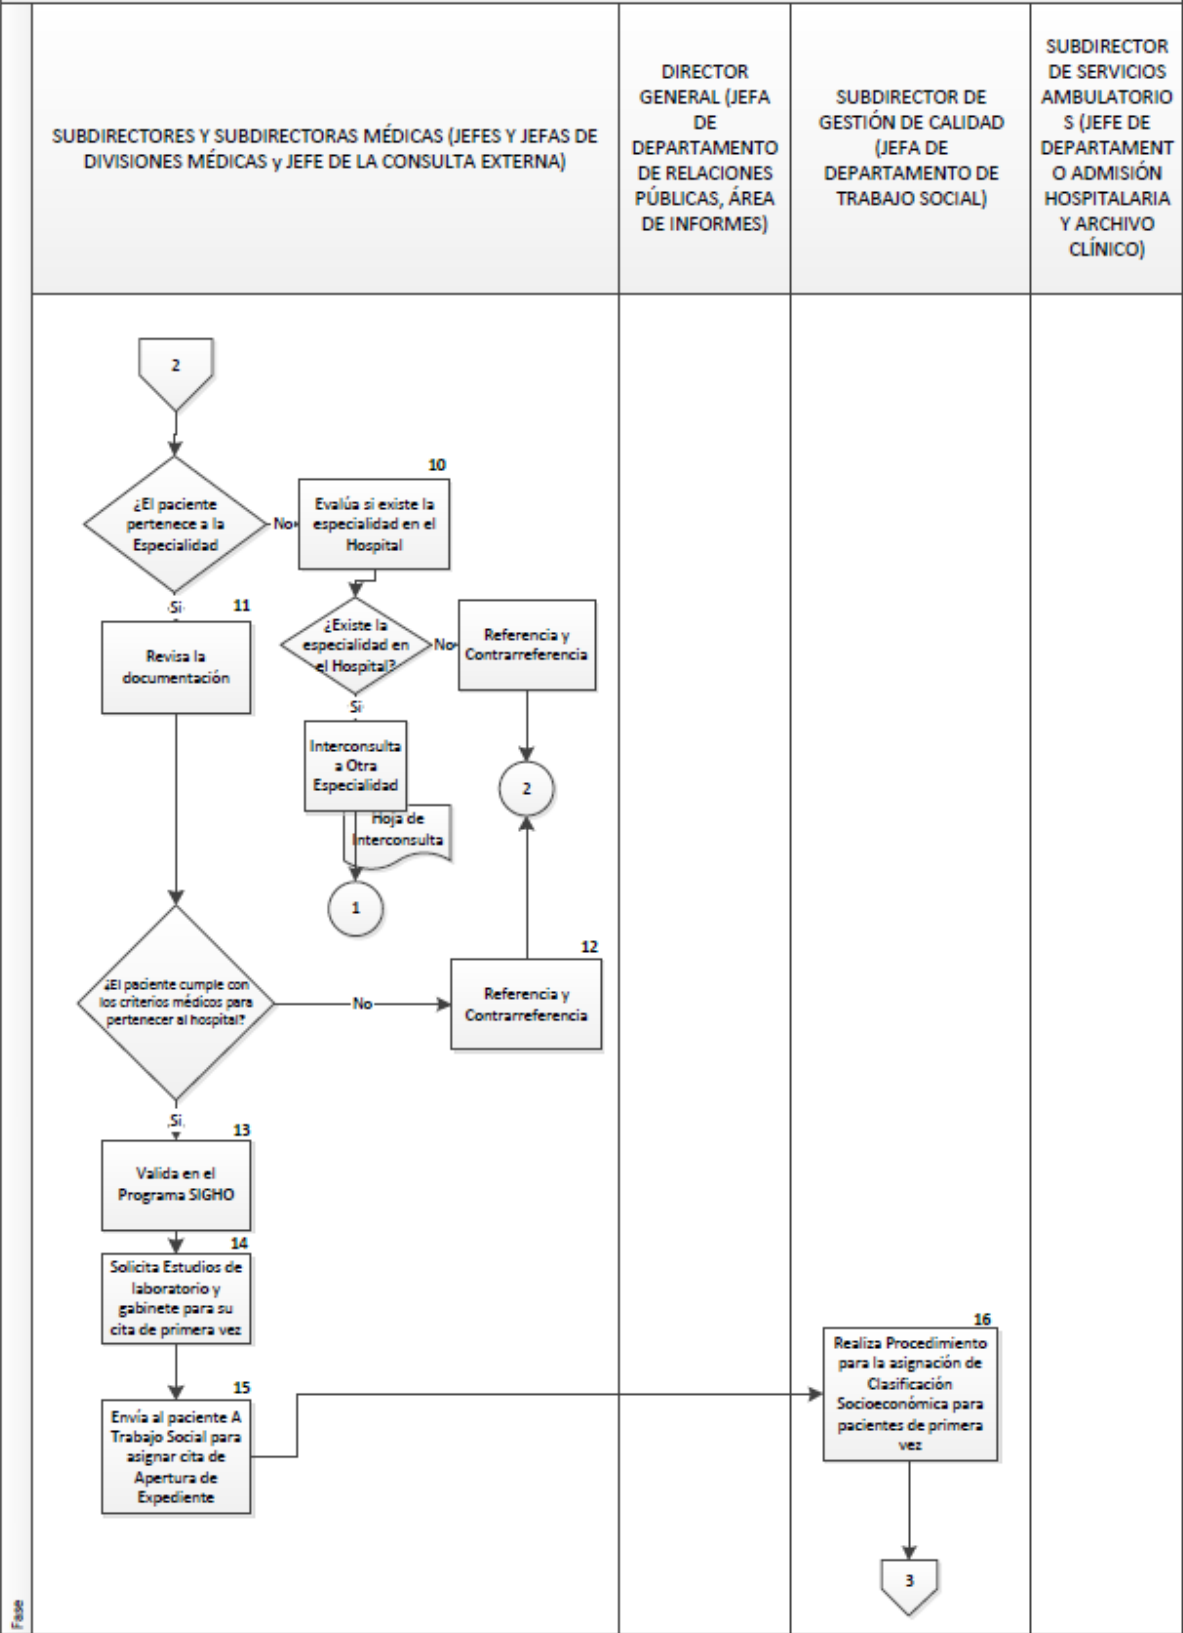 SUBDIRECTORES Y SUBDIRECTORAS MÉDICAS (JEFES Y JEFAS DE
DIVISIONES MÉDICAS y JEFE DE LA CONSULTA EXTERNA)
DIRECTOR
GENERAL (JEFA
DE
DEPARTAMENTO
DE RELACIONES
PÚBLICAS, ÁREA
DE INFORMES)
SUBDIRECTOR DE
GESTIÓN DE CALIDAD
(JEFA DE
DEPARTAMENTO DE
TRABAJO SOCIAL)
SUBDIRECTOR
DE SERVICIOS
AMBULATORIO
S (JEFE DE
DEPARTAMENT
O ADMISIÓN
HOSPITALARIA
Y ARCHIVO
CLÍNICO)
2
¿El paciente
pertenece a la
Especialidad
No
10
Evalúa si existe la
especialidad en el
Hospital
Si
11
Revisa la
documentación
¿Existe la
especialidad en
el Hospital?
No
Referencia y
Contrarreferencia
Si
Interconsulta
a Otra
Especialidad
2
Hoja de
Interconsulta
1
¿El paciente cumple con
los criterios médicos para
pertenecer al hospital?
No
12
Referencia y
Contrarreferencia
Si
13
Valida en el
Programa SIGHO
14
Solicita Estudios de
laboratorio y
gabinete para su
cita de primera vez
15
Envía al paciente A
Trabajo Social para
asignar cita de
Apertura de
Expediente
16
Realiza Procedimiento
para la asignación de
Clasificación
Socioeconómica para
pacientes de primera
vez
3
Fase